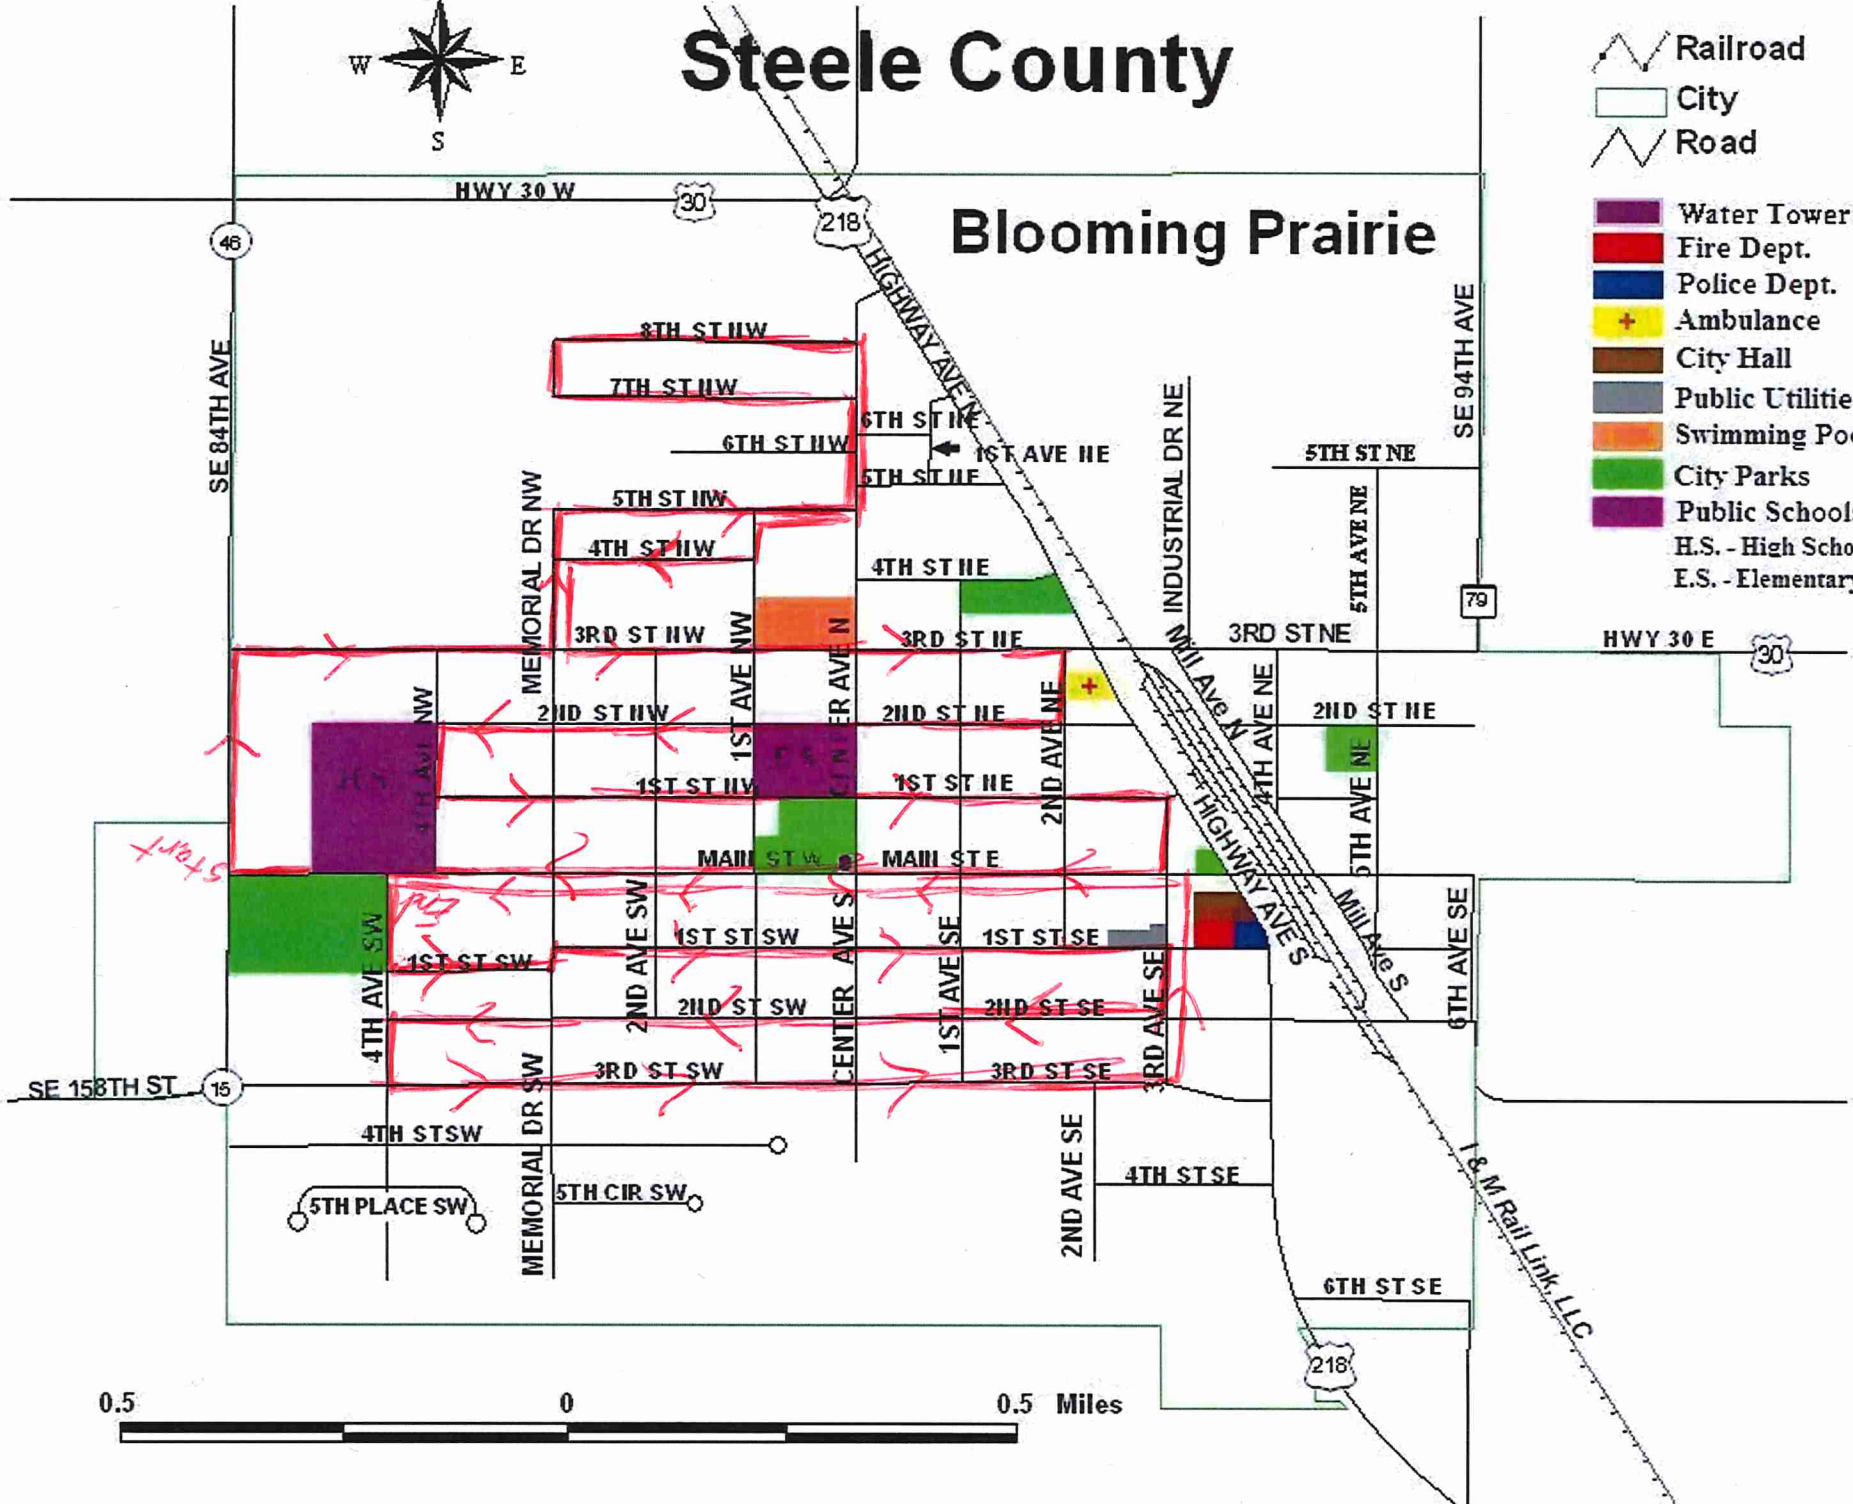 Steele County
W
E
S
Railroad
City
Road
HWY 30 W
30
218
46
Blooming Prairie
Water Tower
Fire Dept.
Police Dept.
Ambulance
City Hall
Public Utilitie
Swimming Poo
City Parks
Public Schools
H.S. - High Scho
E.S. - Elementary
HIGHWAY AVE N
8TH ST NW
7TH ST NW
6TH ST NE
6TH ST NW
1ST AVE NE
5TH ST NE
5TH ST NE
5TH ST NW
4TH ST NW
4TH ST NE
SE 84TH AVE
MEMORIAL DR NW
INDUSTRIAL DR NE
SE 94TH AVE
5TH AVE NE
79
3RD ST NW
3RD ST NE
3RD ST NE
HWY 30 E
30
1ST AVE NW
CENTER AVE N
Mill Ave N
4TH AVE NW
2ND ST NW
2ND ST NE
2ND ST NE
2ND AVE NE
4TH AVE NE
5TH AVE NE
H.S
E S
1ST ST NW
1ST ST NE
HIGHWAY AVE S
Start
MAIN ST W
MAIN ST E
End
Mill Ave S
6TH AVE SE
4TH AVE SW
2ND AVE SW
CENTER AVE S
1ST AVE SE
3RD AVE SE
1ST ST SW
1ST ST SW
1ST ST SE
2ND ST SW
2ND ST SE
3RD ST SW
3RD ST SE
SE 158TH ST
16
MEMORIAL DR SW
4TH ST SW
5TH PLACE SW
5TH CIR SW
2ND AVE SE
4TH ST SE
I & M Rail Link, LLC
6TH ST SE
218
0.5
0
0.5 Miles